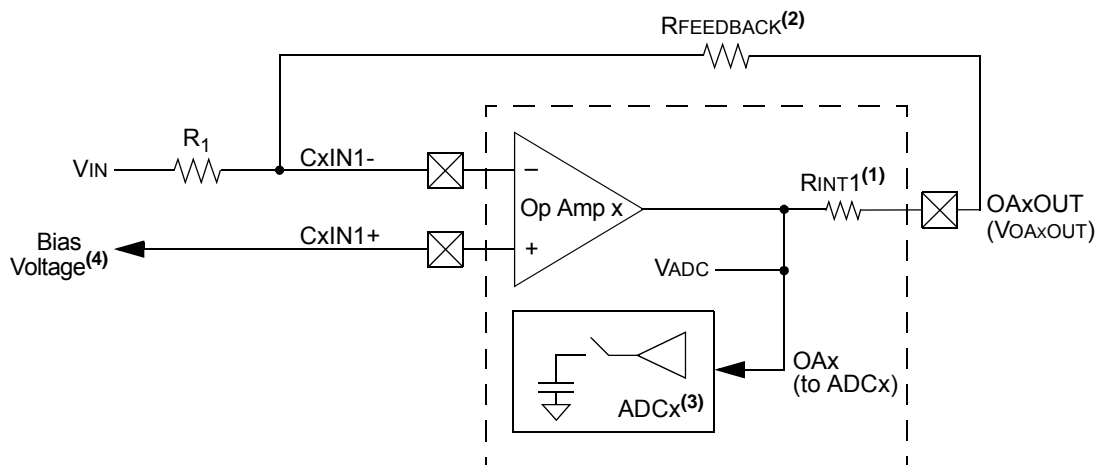 RFEEDBACK(2)
R1
VIN
CxIN1-
–
Op Amp x
+
RINT1(1)
OAxOUT
(VOAXOUT)
CxIN1+
Bias
Voltage(4)
VADC
OAx
(to ADCx)
ADCx(3)